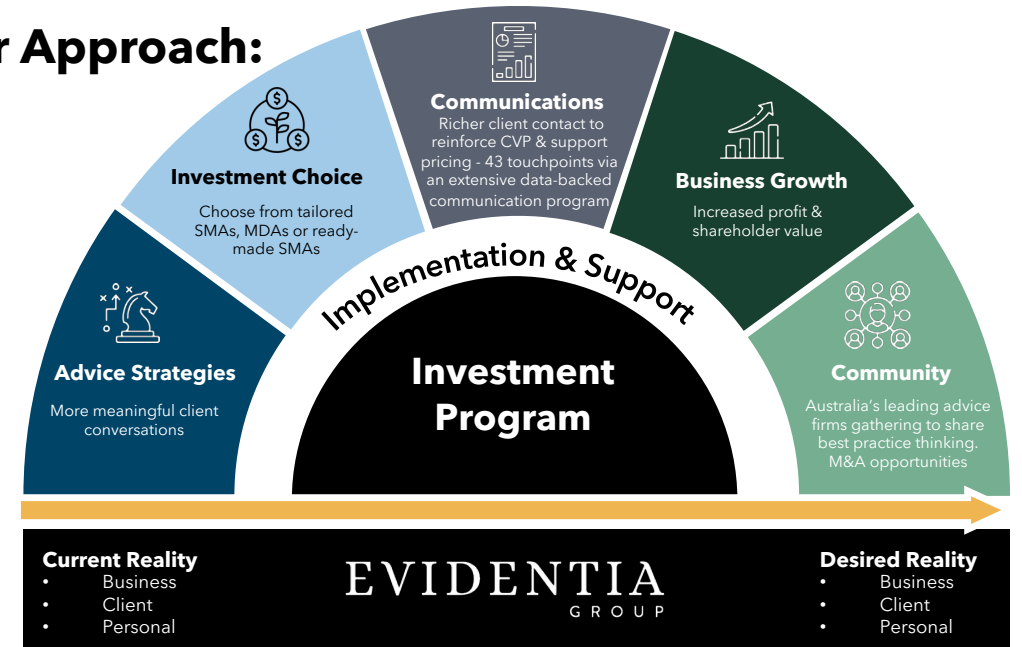 r Approach:
Communications
Richer client contact to
reinforce CVP & support
pricing - 43 touchpoints via
an extensive data-backed
communication program
Investment Choice
Choose from tailored
SMAs, MDAs or ready-
made SMAs
Business Growth
Increased profit &
shareholder value
Advice Strategies
More meaningful client
conversations
Community
Australia's leading advice
firms gathering to share
best practice thinking.
M&A opportunities
Implementation & Support
Investment
Program
Current Reality
• Business
• Client
• Personal
EVIDENTIA
GROUP
Desired Reality
• Business
• Client
• Personal